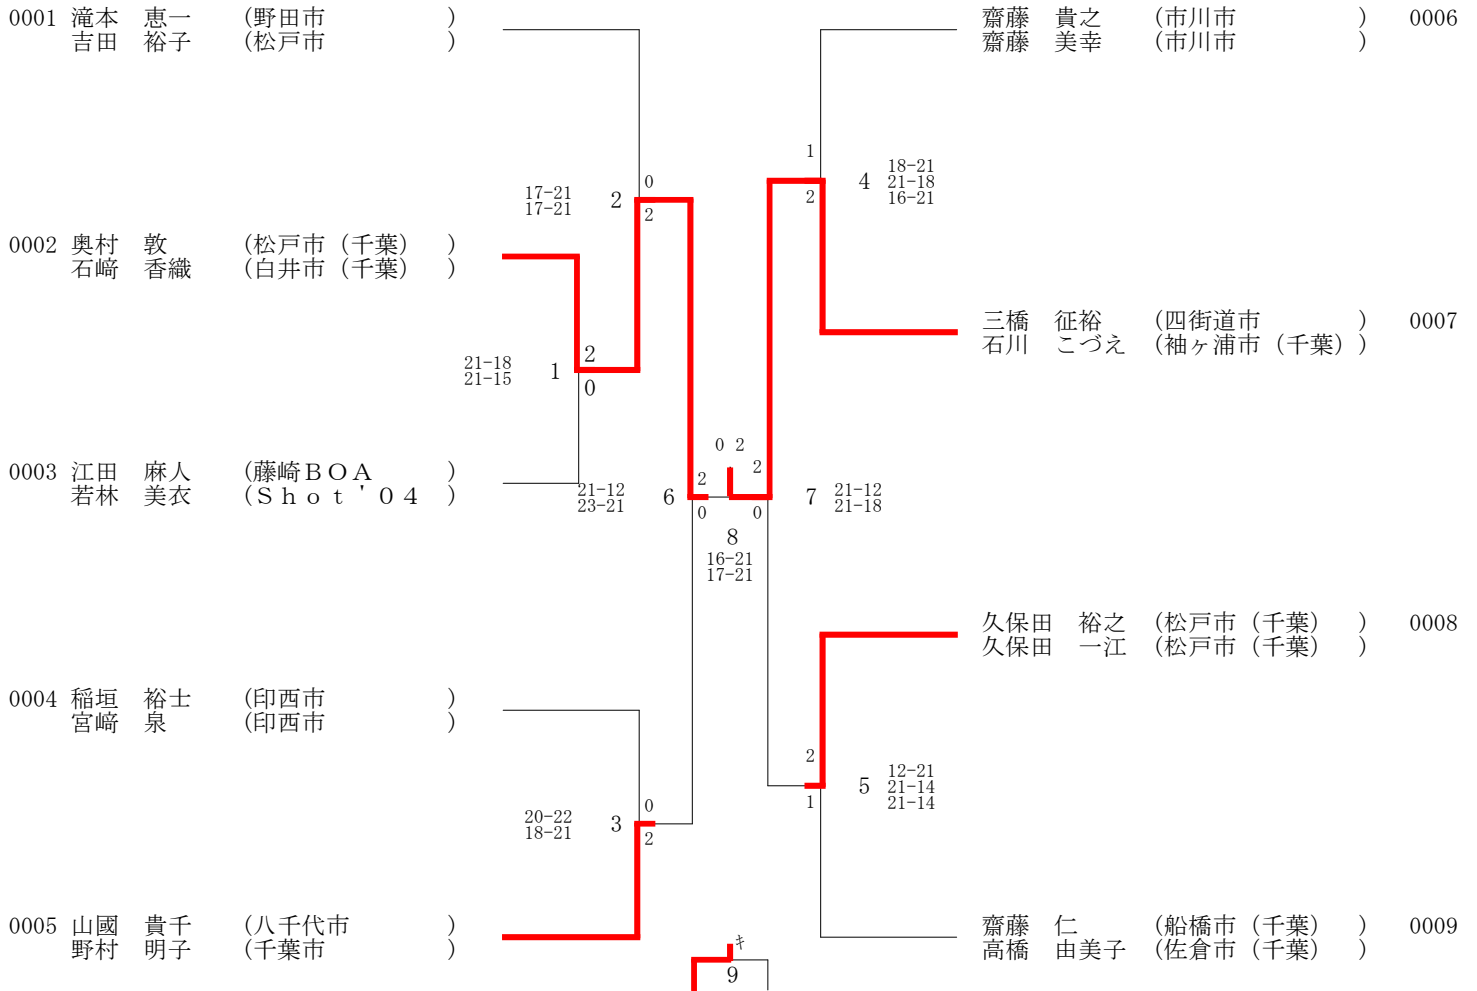 0001 滝本　恵一　（野田市　　　　　）
吉田　裕子　（松戸市　　　　　）
齋藤　貴之　（市川市　　　　　） 0006
齋藤　美幸　（市川市　　　　　）
1
4 18-21
21-18
2 16-21
17-21
17-21
2
0
2
0002 奥村　敦　　（松戸市（千葉）　）
石﨑　香織　（白井市（千葉）　）
三橋　征裕　（四街道市　　　　） 0007
石川　こづえ（袖ヶ浦市（千葉））
21-18
21-15
1
2
0
0003 江田　麻人　（藤崎ＢＯＡ　　　）
若林　美衣　（Ｓｈｏｔ＇０４　）
0 2
21-12
23-21
6
2
0
2
0
7
21-12
21-18
8
16-21
17-21
久保田　裕之（松戸市（千葉）　） 0008
久保田　一江（松戸市（千葉）　）
0004 稲垣　裕士　（印西市　　　　　）
宮﨑　泉　　（印西市　　　　　）
2
1
5
12-21
21-14
21-14
20-22
18-21
3
0
2
0005 山國　貴千　（八千代市　　　　）
野村　明子　（千葉市　　　　　）
齋藤　仁　　（船橋市（千葉）　） 0009
高橋　由美子（佐倉市（千葉）　）
キ
9